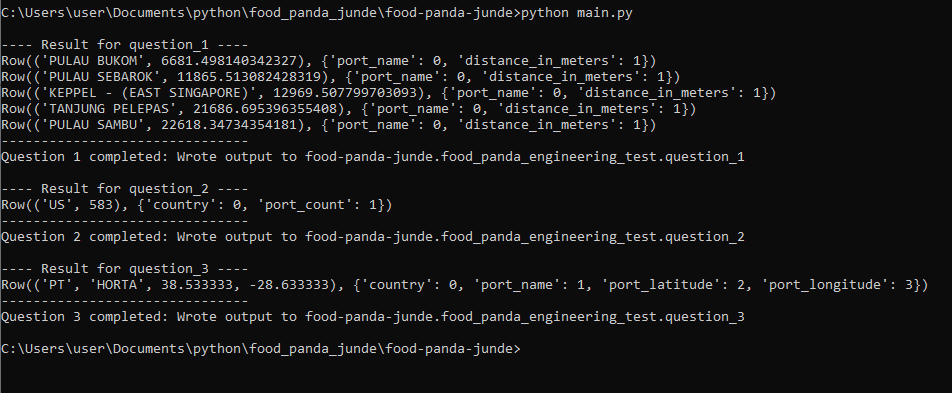 C:\Users\user\Documents\python\food_panda_junde\food-panda-junde>python main.py
---- Result for question_1 ----
Row(('PULAU BUKOM', 6681.498140342327), {'port_name': 0, 'distance_in_meters': 1})
Row(('PULAU SEBAROK', 11865.513082428319), {'port_name': 0, 'distance_in_meters': 1})
Row(('KEPPEL - (EAST SINGAPORE)', 12969.507799703093), {'port_name': 0, 'distance_in_meters': 1})
Row(('TANJUNG PELEPAS', 21686.695396355408), {'port_name': 0, 'distance_in_meters': 1})
Row(('PULAU SAMBU', 22618.34734354181), {'port_name': 0, 'distance_in_meters': 1})
-------------------------------
Question 1 completed: Wrote output to food-panda-junde.food_panda_engineering_test.question_1
---- Result for question_2 ----
Row(('US', 583), {'country': 0, 'port_count': 1})
-------------------------------
Question 2 completed: Wrote output to food-panda-junde.food_panda_engineering_test.question_2
---- Result for question_3 ----
Row(('PT', 'HORTA', 38.533333, -28.633333), {'country': 0, 'port_name': 1, 'port_latitude': 2, 'port_longitude': 3})
-------------------------------
Question 3 completed: Wrote output to food-panda-junde.food_panda_engineering_test.question_3
C:\Users\user\Documents\python\food_panda_junde\food-panda-junde>